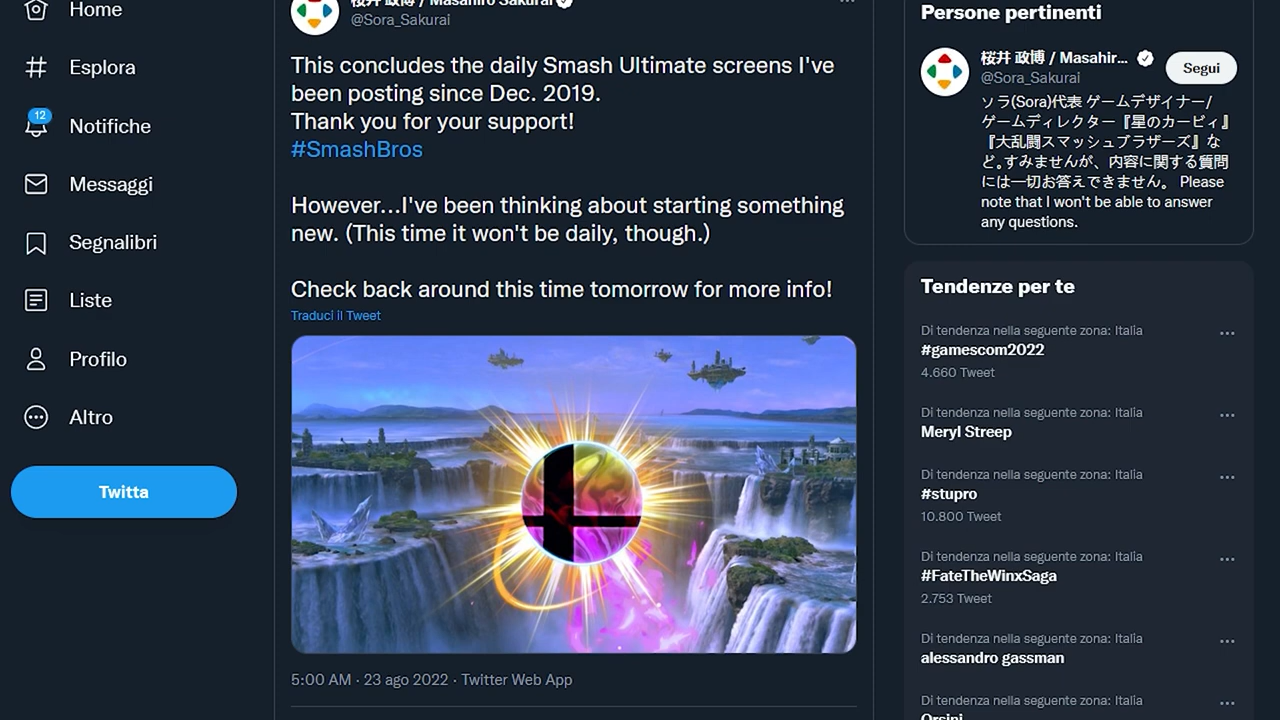 Home
Esplora
12
Notifiche
Messaggi
Segnalibri
Liste
Profilo
Altro
Twitta
桜井 政博 / Masahiro Sakurai
@Sora_Sakurai
This concludes the daily Smash Ultimate screens I've
been posting since Dec. 2019.
Thank you for your support!
#SmashBros
However...I've been thinking about starting something
new. (This time it won't be daily, though.)
Check back around this time tomorrow for more info!
Traduci il Tweet
5:00 AM · 23 ago 2022 · Twitter Web App
Persone pertinenti
桜井 政博 / Masahir...
@Sora_Sakurai
Segui
ソラ(Sora)代表 ゲームデザイナー/
ゲームディレクター『星のカービィ』
『大乱闘スマッシュブラザーズ』な
ど｡すみませんが、内容に関する質問
には一切お答えできません。 Please
note that I won't be able to answer
any questions.
Tendenze per te
Di tendenza nella seguente zona: Italia
#gamescom2022
4.660 Tweet
Di tendenza nella seguente zona: Italia
Meryl Streep
Di tendenza nella seguente zona: Italia
#stupro
10.800 Tweet
Di tendenza nella seguente zona: Italia
#FateTheWinxSaga
2.753 Tweet
Di tendenza nella seguente zona: Italia
alessandro gassman
Di tendenza nella seguente zona: Italia
Orsini